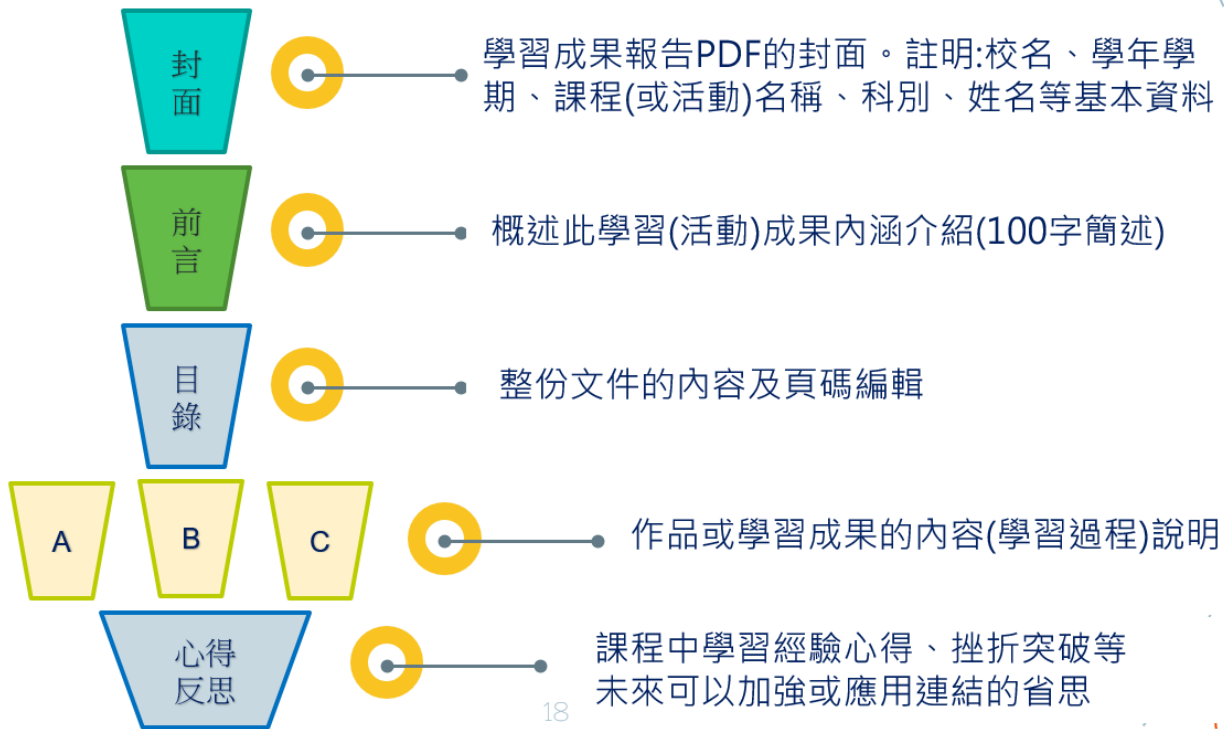 封
面
學習成果報告PDF的封面。註明:校名、學年學
期、課程(或活動)名稱、科別、姓名等基本資料
前
言
概述此學習(活動)成果內涵介紹(100字簡述)
目
錄
整份文件的內容及頁碼編輯
A
B
C
作品或學習成果的內容(學習過程)說明
心得
反思
課程中學習經驗心得、挫折突破等
未來可以加強或應用連結的省思
18